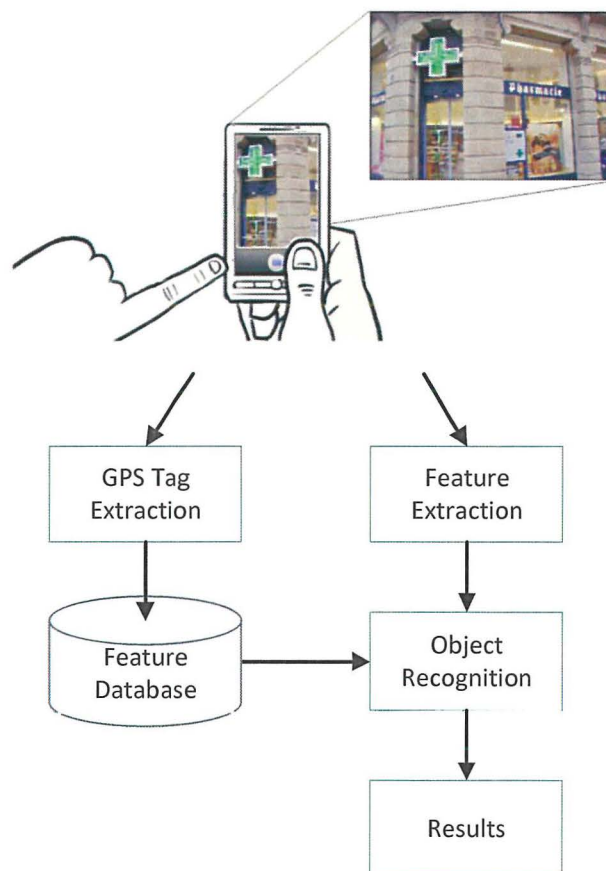 Pharmacie
GPS Tag
Extraction
Feature
Extraction
Feature
Database
Object
Recognition
Results